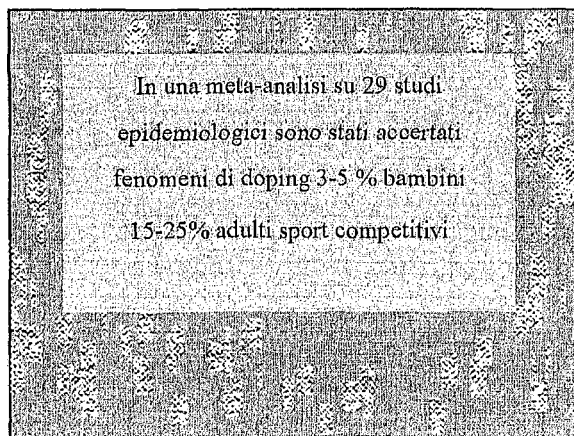 In una meta-analisi su 29 studi
epidemiologici sono stati accertati
fenomeni di doping 3-5 % bambini
15-25% adulti sport competitivi